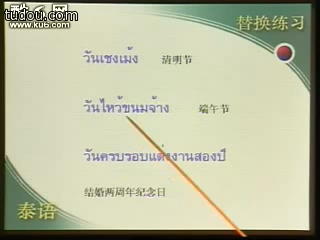 tudou.com
www.ku6.com
替换练习
วันเชงเม้ง 清明节
วันไหว้ขนมจ้าง 端午节
วันครบรอบแต่งงานสองปี
结婚两周年纪念日
泰语